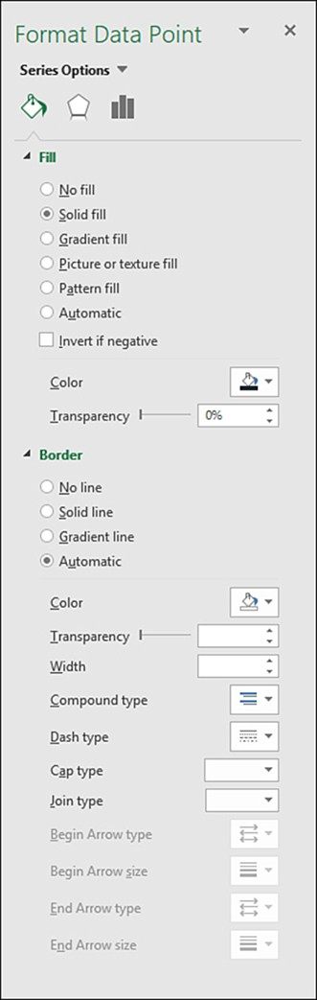 Format Data Point
Series Options
Fill
No fill
Solid fill
Gradient fill
Picture or texture fill
Pattern fill
Automatic
Invert if negative
Color
Transparency 0%
Border
No line
Solid line
Gradient line
Automatic
Color
Transparency
Width
Compound type
Dash type
Cap type
Join type
Begin Arrow type
Begin Arrow size
End Arrow type
End Arrow size